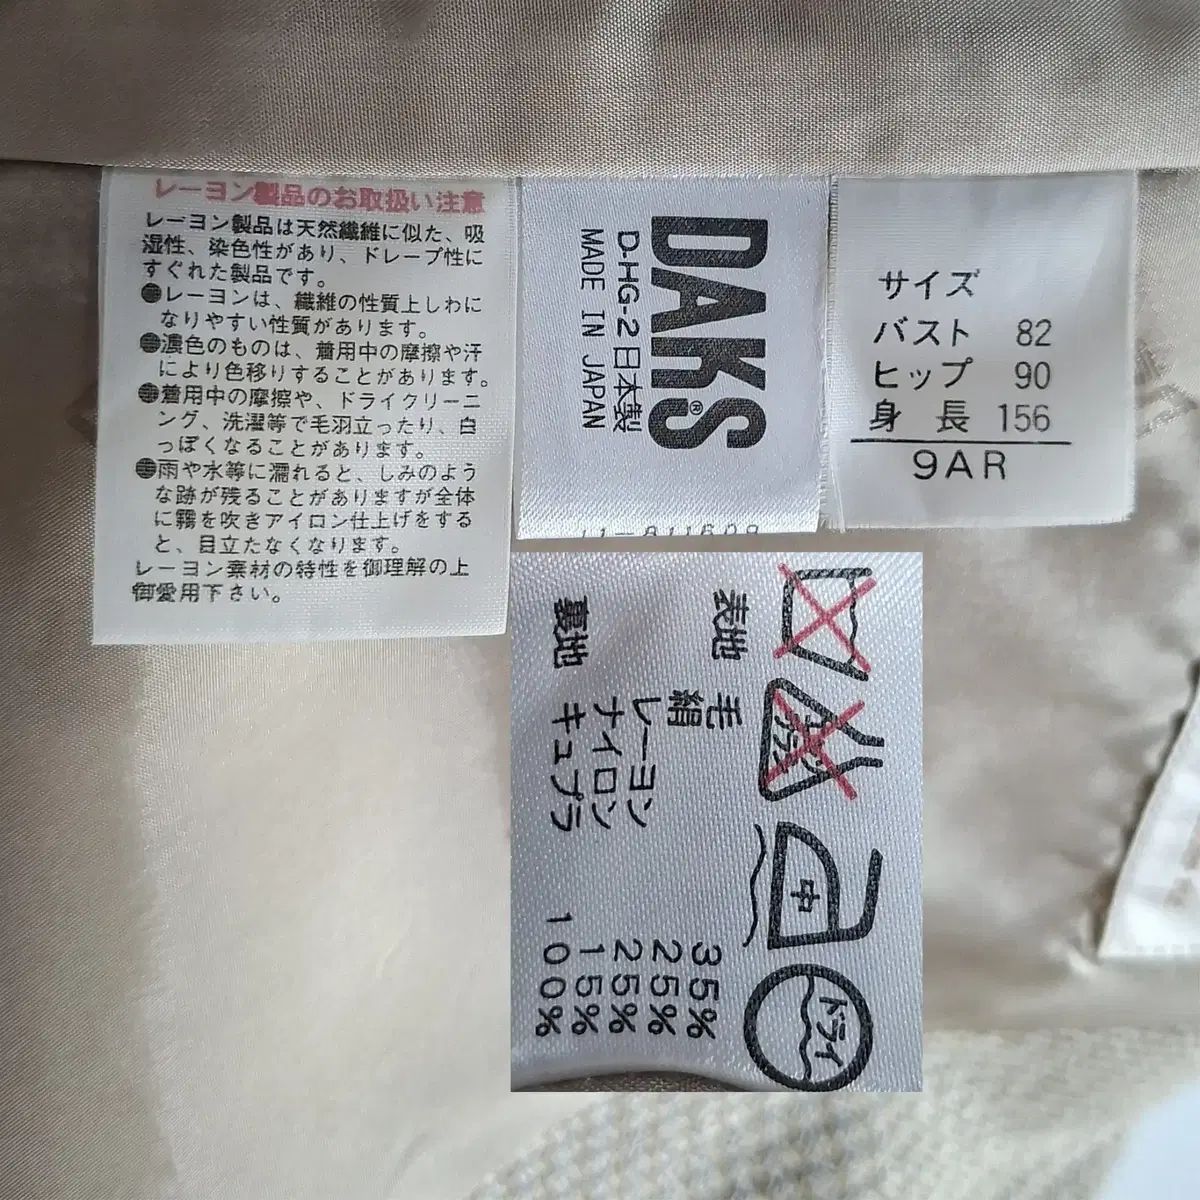 レーヨン製品のお取扱い注意
レーヨン製品は天然繊維に似た、吸
湿性、染色性があり、ドレープ性に
すぐれた製品です。
●レーヨンは、繊維の性質上しわに
なりやすい性質があります。
●濃色のものは、着用中の摩擦や汗
により色移りすることがあります。
●着用中の摩擦や、ドライクリーニ
ング、洗濯等で毛羽立ったり、白
っぽくなることがあります。
●雨や水等に濡れると、しみのよう
な跡が残ることがありますが全体
に霧を吹きアイロン仕上げをする
と、目立たなくなります。
レーヨン素材の特性を御理解の上
御愛用下さい。
DAKS®
D-HG-2 日本製
MADE IN JAPAN
サイズ
バスト 82
ヒップ 90
身長 156
9AR
中
ドライ
表地 毛 35%
絹 25%
レーヨン 25%
ナイロン 15%
裏地 キュプラ 100%